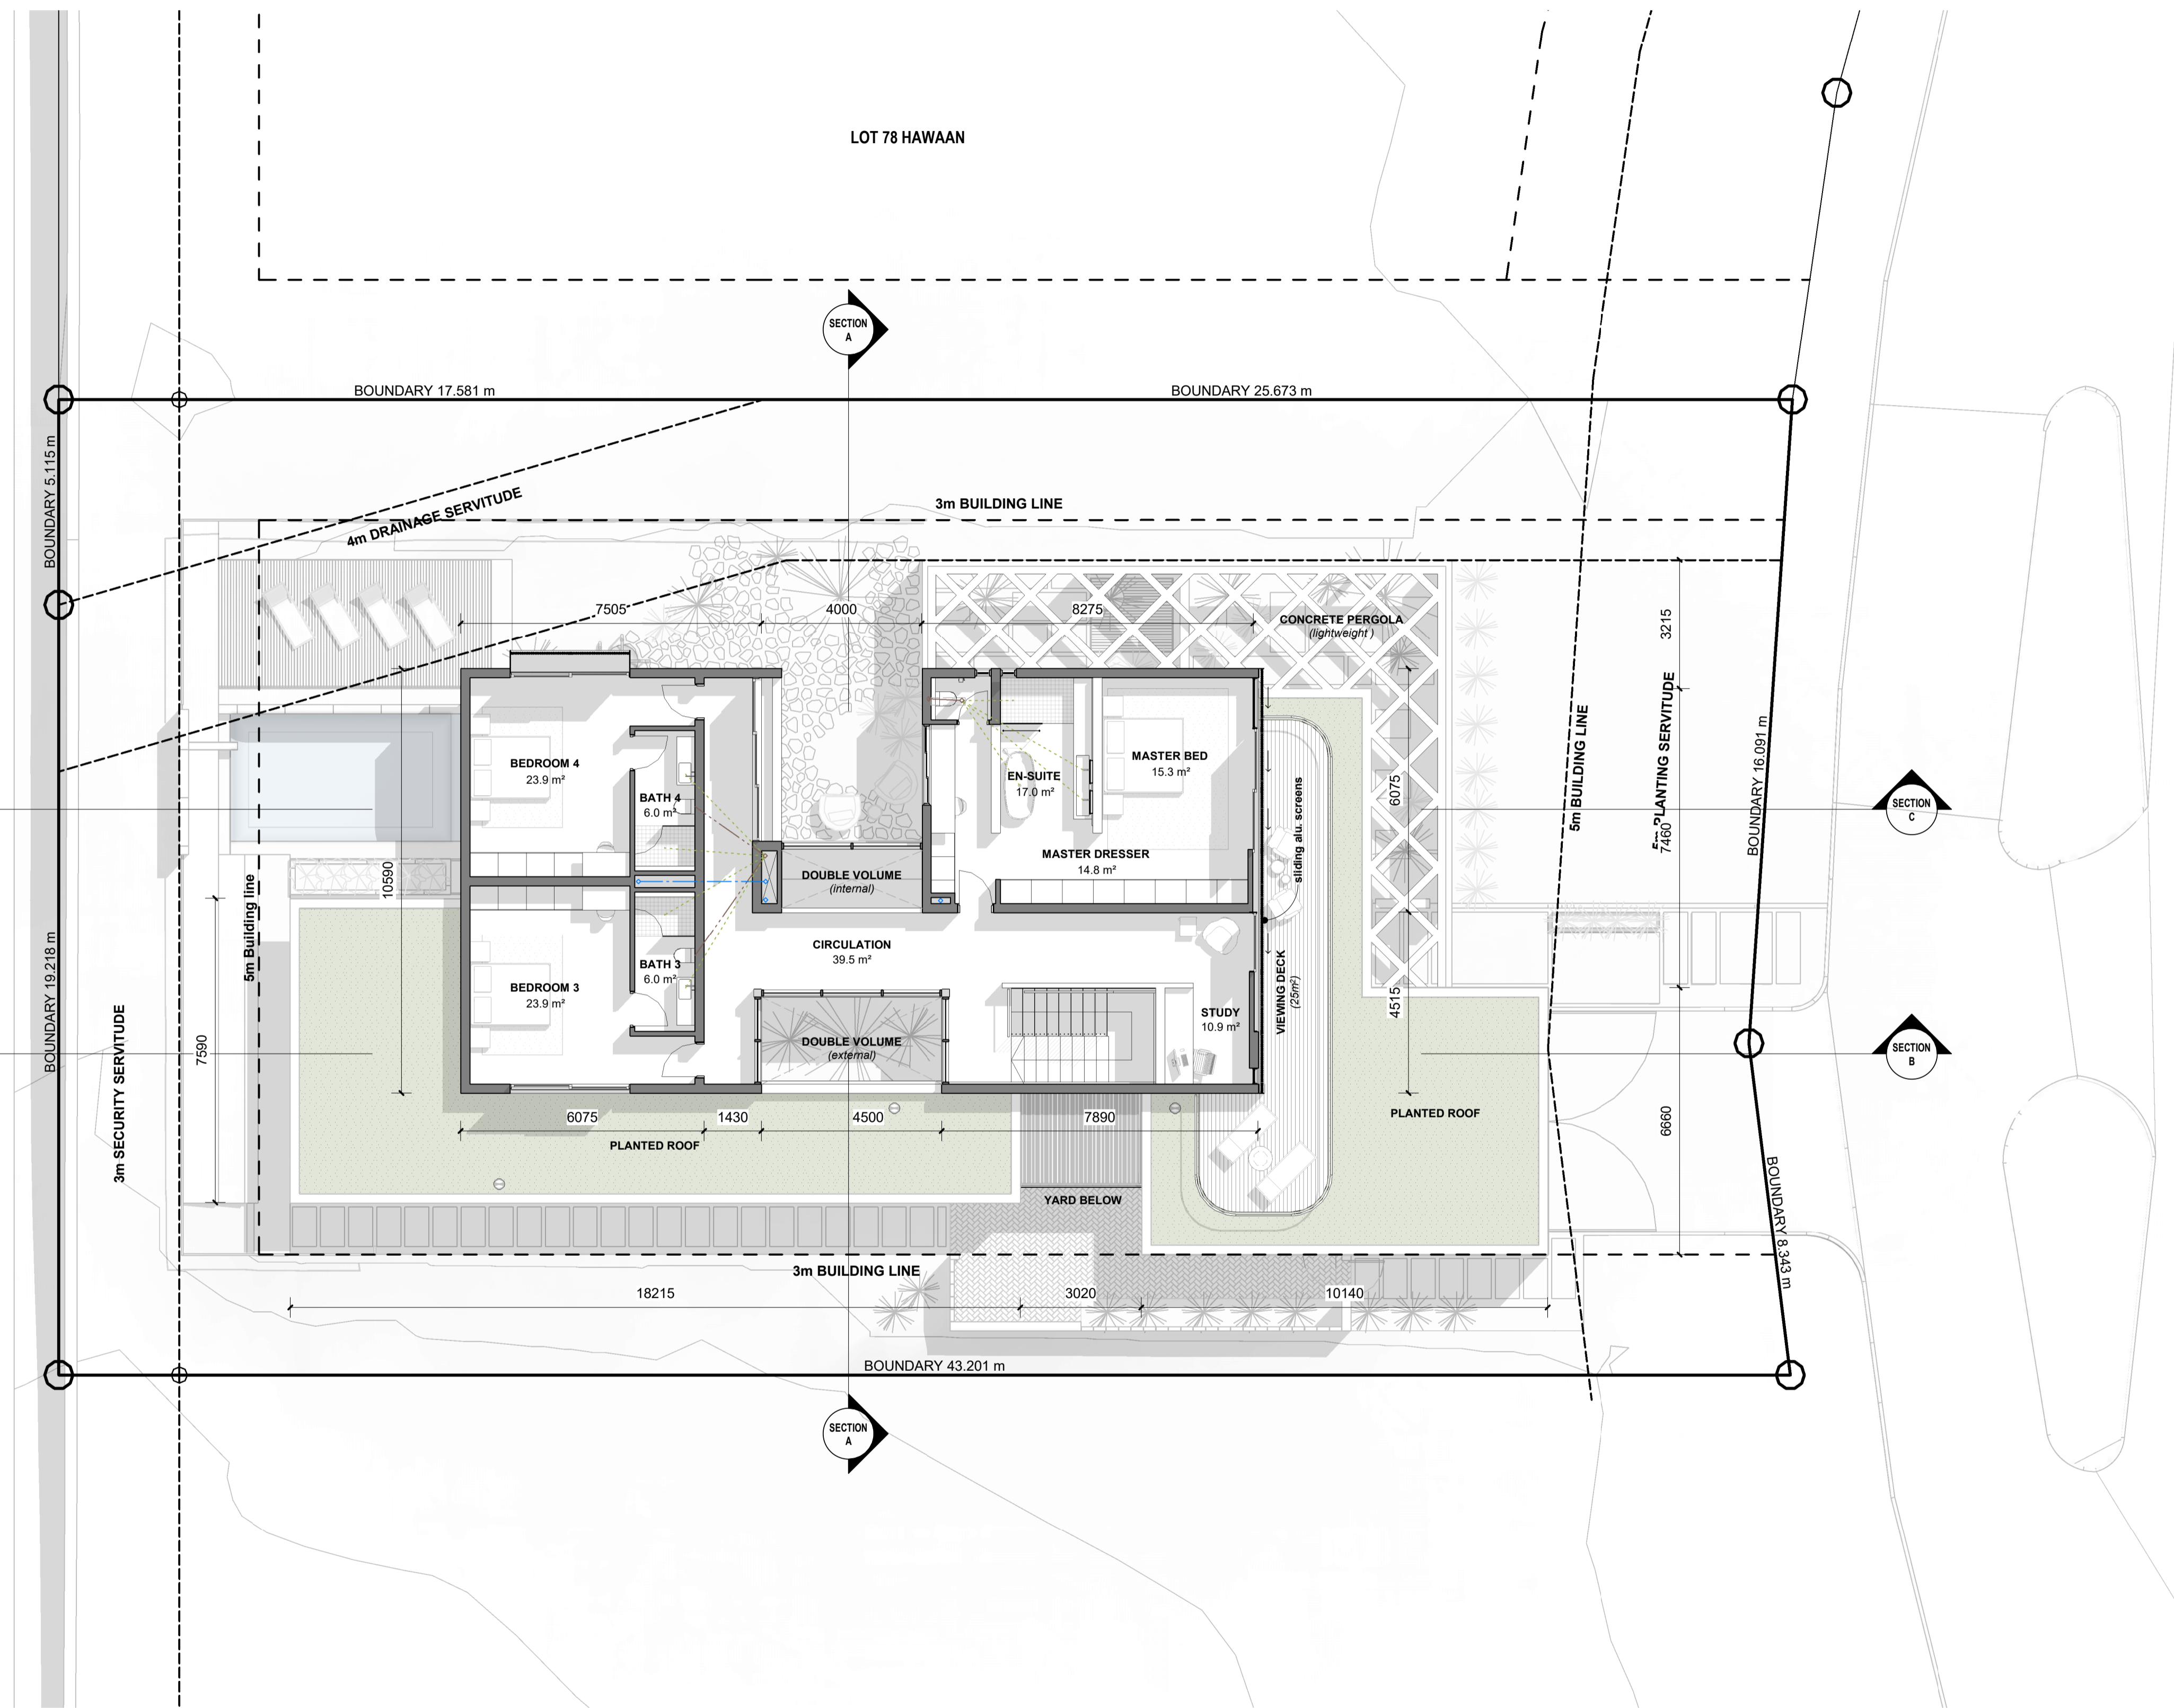 LOT 78 HAWAAN
SECTION
A
BOUNDARY 17.581 m
BOUNDARY 25.673 m
BOUNDARY 5.115 m
4m DRAINAGE SERVITUDE
3m BUILDING LINE
7505
4000
8275
CONCRETE PERGOLA
(lightweight )
3215
5m BUILDING LINE
5m PLANTING SERVITUDE
7460
BOUNDARY 16.091 m
BEDROOM 4
23.9 m²
BATH 4
6.0 m²
EN-SUITE
17.0 m²
MASTER BED
15.3 m²
MASTER DRESSER
14.8 m²
sliding alu. screens
6075
SECTION
C
10590
DOUBLE VOLUME
(internal)
5m Building line
BOUNDARY 19.218 m
CIRCULATION
39.5 m²
BATH 3
6.0 m²
BEDROOM 3
23.9 m²
DOUBLE VOLUME
(external)
STUDY
10.9 m²
VIEWING DECK
(25m²)
4515
SECTION
B
7590
3m SECURITY SERVITUDE
6075
1430
4500
7890
PLANTED ROOF
PLANTED ROOF
6660
YARD BELOW
BOUNDARY 8.343 m
3m BUILDING LINE
18215
3020
10140
BOUNDARY 43.201 m
SECTION
A